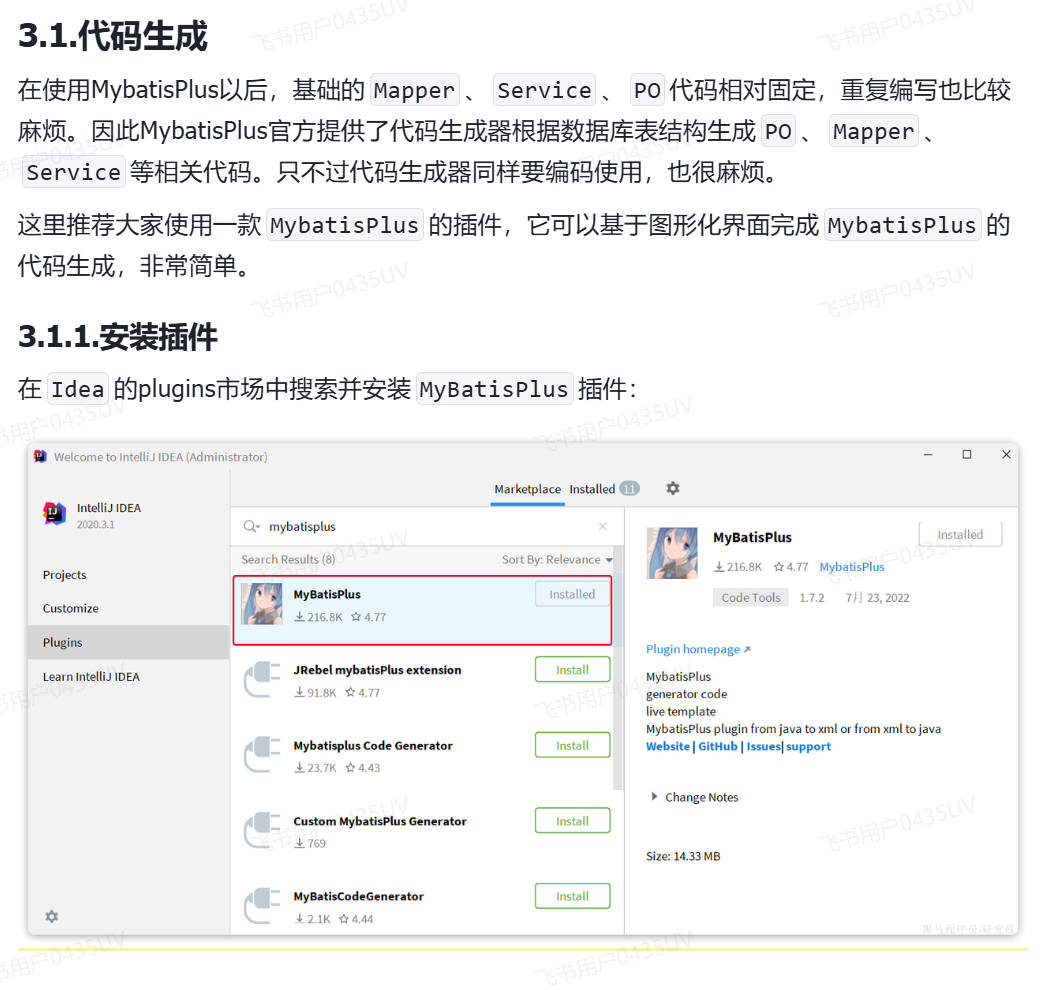 3.1.代码生成
在使用MybatisPlus以后，基础的 Mapper 、 Service 、 PO 代码相对固定，重复编写也比较
麻烦。因此MybatisPlus官方提供了代码生成器根据数据库表结构生成 PO 、 Mapper 、
Service 等相关代码。只不过代码生成器同样要编码使用，也很麻烦。
这里推荐大家使用一款 MybatisPlus 的插件，它可以基于图形化界面完成 MybatisPlus 的
代码生成，非常简单。
3.1.1.安装插件
在 Idea 的plugins市场中搜索并安装 MyBatisPlus 插件：
Welcome to IntelliJ IDEA (Administrator)
IntelliJ IDEA
2020.3.1
Projects
Customize
Plugins
Learn IntelliJ IDEA
Marketplace Installed 11
mybatisplus
Search Results (8) Sort By: Relevance
MyBatisPlus Installed
216.8K 4.77
JRebel mybatisPlus extension Install
91.8K 4.77
Mybatisplus Code Generator Install
23.7K 4.43
Custom MybatisPlus Generator Install
769
MyBatisCodeGenerator Install
2.1K 4.44
MyBatisPlus Installed
216.8K 4.77 MybatisPlus
Code Tools 1.7.2 7月 23, 2022
Plugin homepage
MybatisPlus
generator code
live template
MybatisPlus plugin from java to xml or from xml to java
Website | GitHub | Issues| support
Change Notes
Size: 14.33 MB
黑马程序员-研究院
飞书用户0435UV